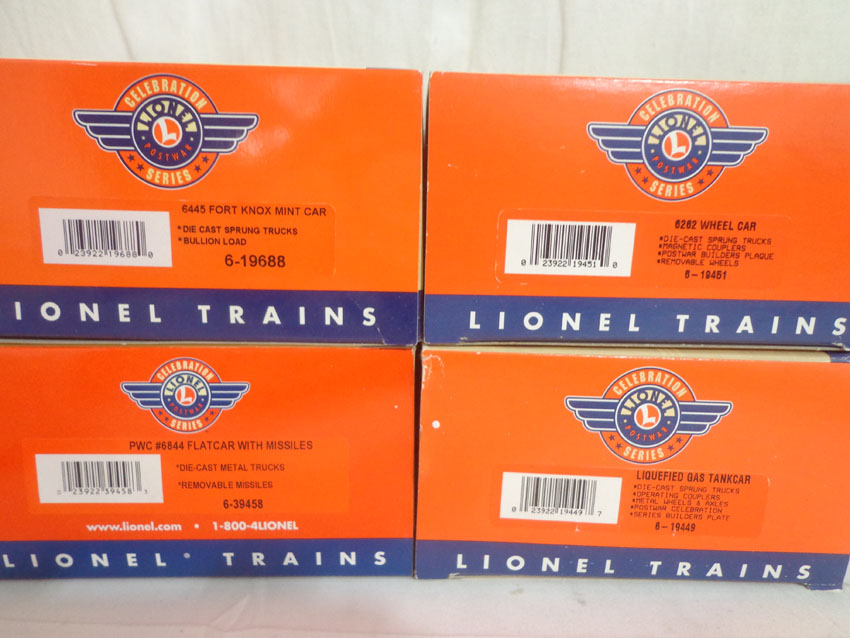 CELEBRATION
LIONEL
L
POSTWAR
SERIES
6445 FORT KNOX MINT CAR
*DIE CAST SPRUNG TRUCKS
*BULLION LOAD
6-19688
0 23922 19688 0
IONEL TRAINS
CELEBRATION
LIONEL
L
POSTWAR
SERIES
6262 WHEEL CAR
*DIE-CAST SPRUNG TRUCKS
*MAGNETIC COUPLERS
*POSTWAR BUILDERS PLAQUE
*REMOVABLE WHEELS
6-19451
0 23922 19451 0
LIONEL TRAINS
CELEBRATION
LIONEL
L
POSTWAR
SERIES
PWC #6844 FLATCAR WITH MISSILES
*DIE-CAST METAL TRUCKS
*REMOVABLE MISSILES
6-39458
23922 39458
www.lionel.com • 1-800-4LIONEL
LIONEL® TRAINS
CELEBRATION
LIONEL
L
POSTWAR
SERIES
LIQUEFIED GAS TANKCAR
*DIE-CAST SPRUNG TRUCKS
*OPERATING COUPLERS
*METAL WHEELS & AXLES
*POSTWAR CELEBRATION
*SERIES BUILDERS PLATE
6-19449
0 23922 19449 7
LIONEL TRAINS